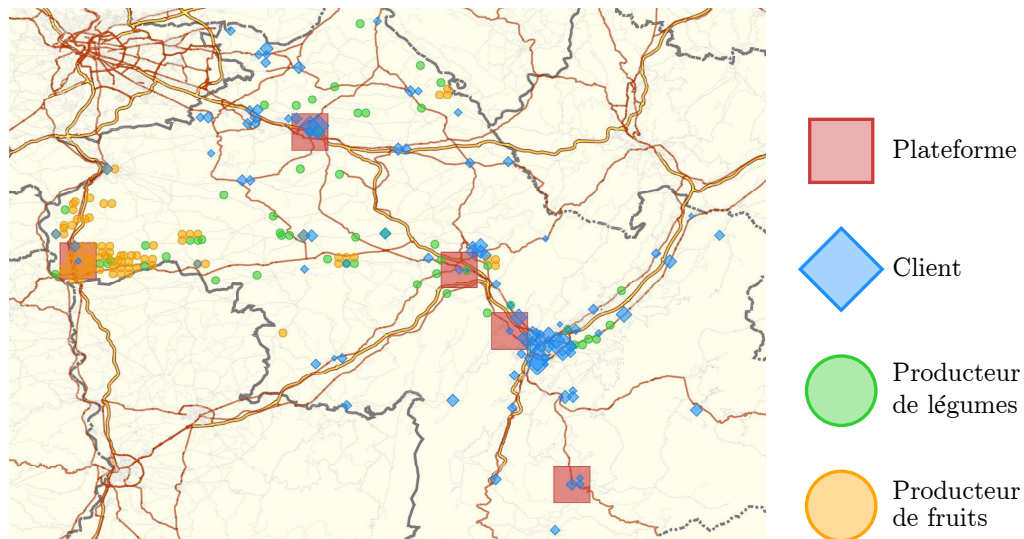 Plateforme
Client
Producteur
de légumes
Producteur
de fruits